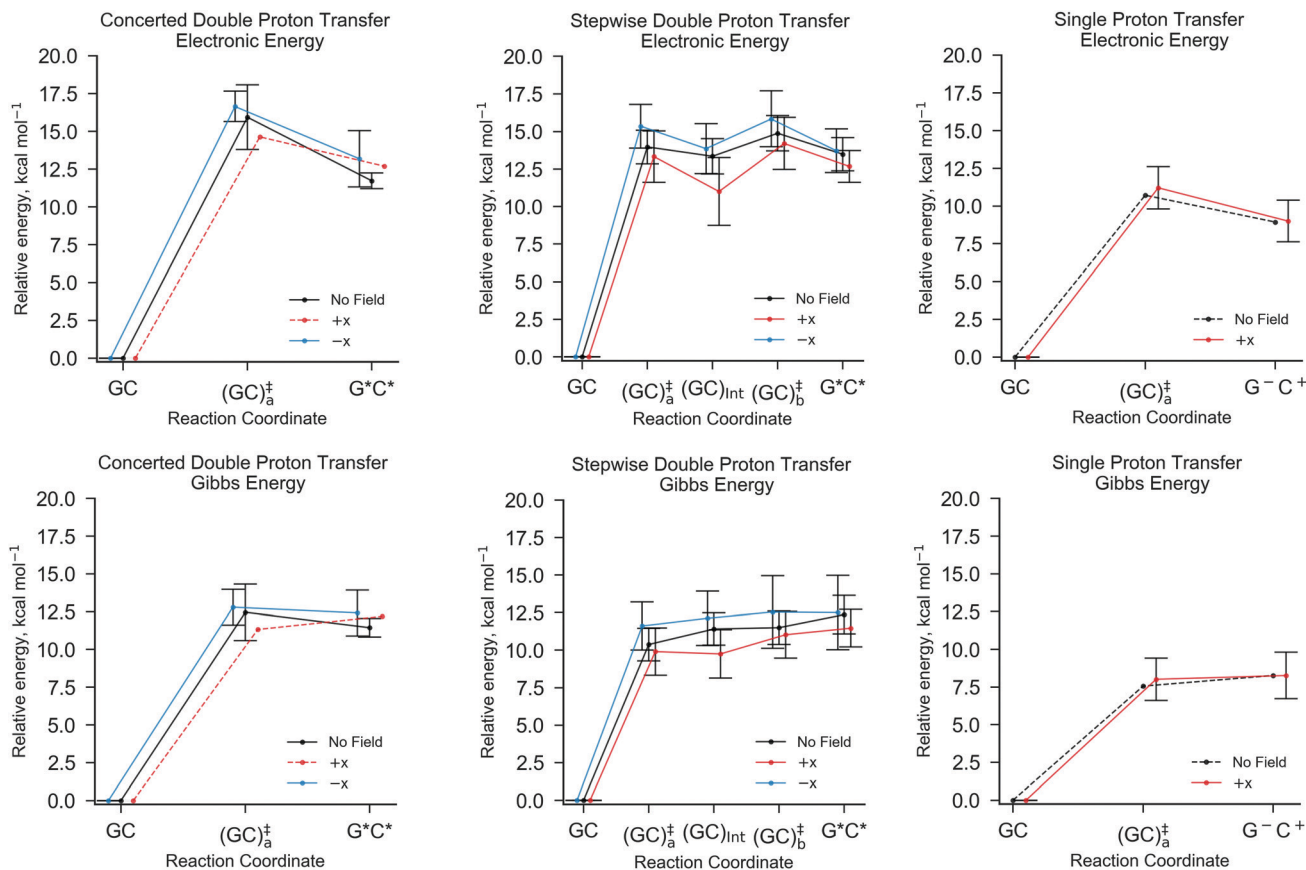 Concerted Double Proton Transfer
Electronic Energy
Relative energy, kcal mol⁻¹
20.0
17.5
15.0
12.5
10.0
7.5
5.0
2.5
0.0
No Field
+x
−x
GC
(GC)‡a
G*C*
Reaction Coordinate
Stepwise Double Proton Transfer
Electronic Energy
Relative energy, kcal mol⁻¹
20.0
17.5
15.0
12.5
10.0
7.5
5.0
2.5
0.0
No Field
+x
−x
GC
(GC)‡a
(GC)Int
(GC)‡b
G*C*
Reaction Coordinate
Single Proton Transfer
Electronic Energy
Relative energy, kcal mol⁻¹
20.0
17.5
15.0
12.5
10.0
7.5
5.0
2.5
0.0
No Field
+x
GC
(GC)‡a
G⁻C⁺
Reaction Coordinate
Concerted Double Proton Transfer
Gibbs Energy
Relative energy, kcal mol⁻¹
20.0
17.5
15.0
12.5
10.0
7.5
5.0
2.5
0.0
No Field
+x
−x
GC
(GC)‡a
G*C*
Reaction Coordinate
Stepwise Double Proton Transfer
Gibbs Energy
Relative energy, kcal mol⁻¹
20.0
17.5
15.0
12.5
10.0
7.5
5.0
2.5
0.0
No Field
+x
−x
GC
(GC)‡a
(GC)Int
(GC)‡b
G*C*
Reaction Coordinate
Single Proton Transfer
Gibbs Energy
Relative energy, kcal mol⁻¹
20.0
17.5
15.0
12.5
10.0
7.5
5.0
2.5
0.0
No Field
+x
GC
(GC)‡a
G⁻C⁺
Reaction Coordinate